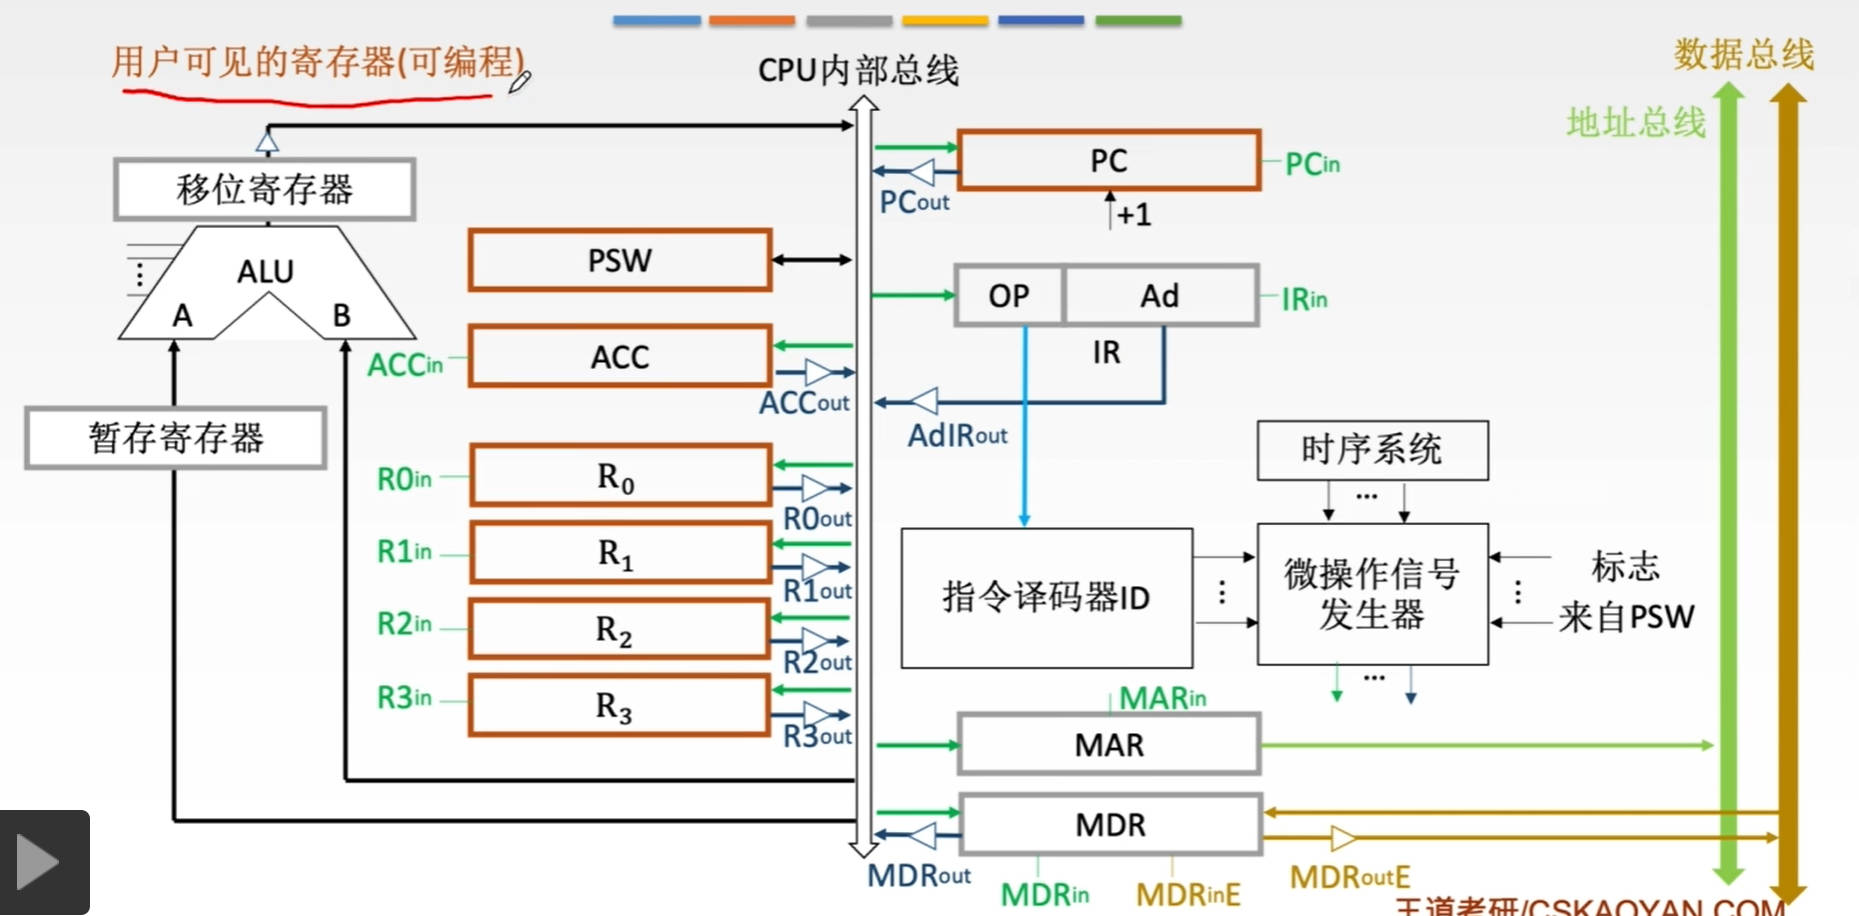 用户可见的寄存器(可编程)
CPU内部总线
数据总线
地址总线
移位寄存器
PC
PCin
PCout
+1
PSW
ALU
A
B
OP
Ad
IRin
IR
ACCin
ACC
ACCout
AdIRout
暂存寄存器
时序系统
...
R0in
R₀
R0out
R1in
R₁
R1out
指令译码器ID
微操作信号
发生器
标志
来自PSW
R2in
R₂
R2out
...
R3in
R₃
R3out
MARin
MAR
MDR
MDRout
MDRin
MDRinE
MDRoutE
王道考研/CSKAOYAN.COM